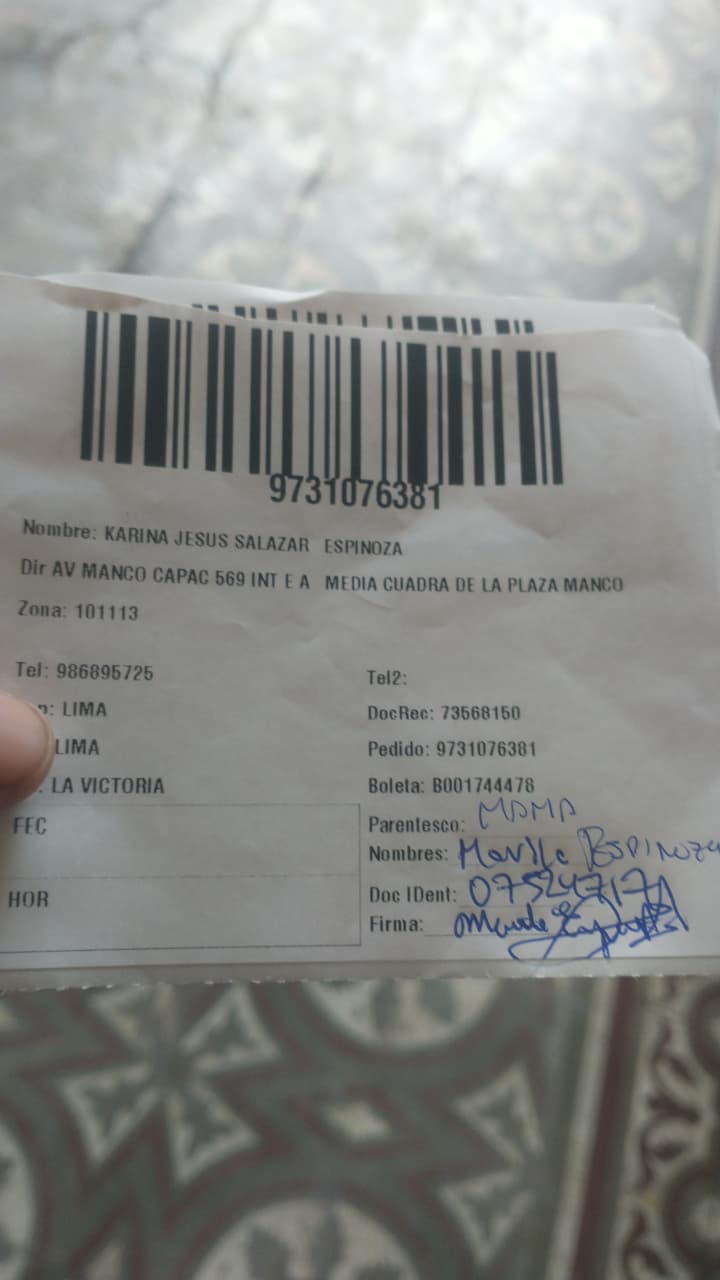 9731076381
Nombre: KARINA JESUS SALAZAR ESPINOZA
Dir AV MANCO CAPAC 569 INT E A MEDIA CUADRA DE LA PLAZA MANCO
Zona: 101113
Tel: 986895725
Tel2:
LIMA
DocRec: 73568150
LIMA
Pedido: 9731076381
LA VICTORIA
Boleta: B001744478
FEC
Parentesco: MAMA
Nombres: ESPINOZA
HOR
Doc IDent:
Firma: